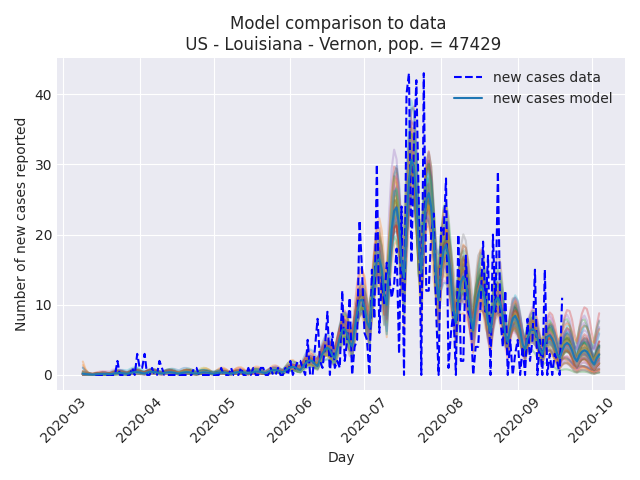 Model comparison to data
US - Louisiana - Vernon, pop. = 47429
new cases data
new cases model
Number of new cases reported
40
30
20
10
0
2020-03
2020-04
2020-05
2020-06
2020-07
2020-08
2020-09
2020-10
Day